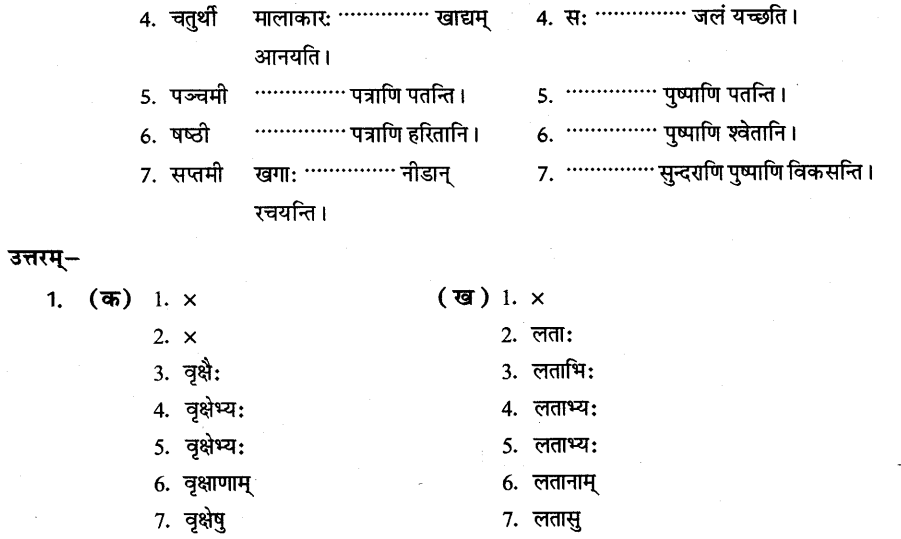 4. चतुर्थी मालाकारः ............... खाद्यम् 4. सः ............... जलं यच्छति।
आनयति।
5. पञ्चमी ............... पत्राणि पतन्ति। 5. ............... पुष्पाणि पतन्ति।
6. षष्ठी ............... पत्राणि हरितानि। 6. ............... पुष्पाणि श्वेतानि।
7. सप्तमी खगाः ............... नीडान् 7. ............... सुन्दराणि पुष्पाणि विकसन्ति।
रचयन्ति।
उत्तरम्–
1. (क) 1. × (ख) 1. ×
2. × 2. लताः
3. वृक्षैः 3. लताभिः
4. वृक्षेभ्यः 4. लताभ्यः
5. वृक्षेभ्यः 5. लताभ्यः
6. वृक्षाणाम् 6. लतानाम्
7. वृक्षेषु 7. लतासु